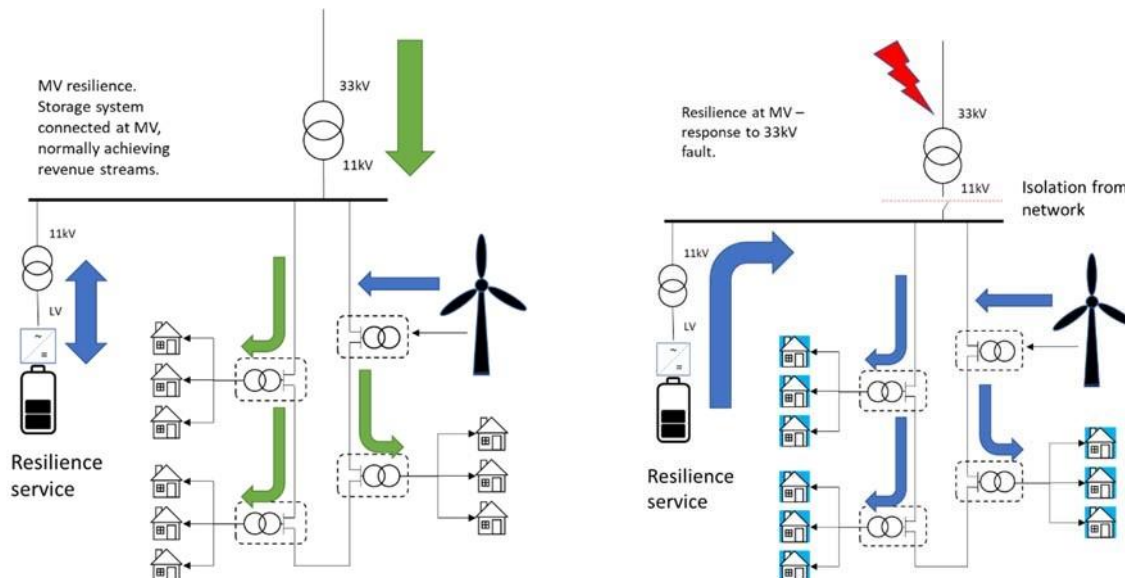 MV resilience.
Storage system
connected at MV,
normally achieving
revenue streams.
33kV
11kV
11kV
LV
Resilience
service
Resilience at MV –
response to 33kV
fault.
33kV
11kV
Isolation from
network
11kV
LV
Resilience
service